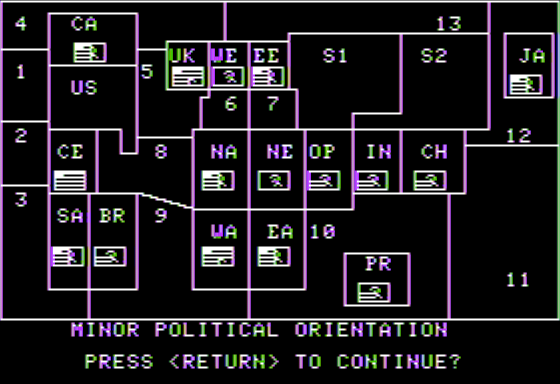 4 CA 13
UK WE EE S1 S2 JA
1 US 5
6 7
2 CE 8 NA NE OP IN CH 12
3 SA BR 9 WA EA 10
PR 11
MINOR POLITICAL ORIENTATION
PRESS <RETURN> TO CONTINUE?